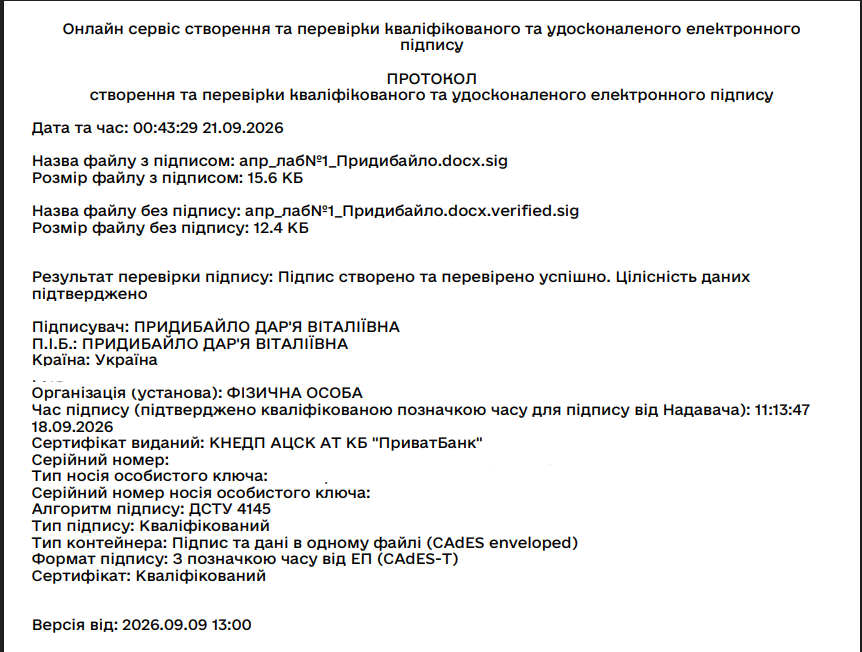 Онлайн сервіс створення та перевірки кваліфікованого та удосконаленого електронного
підпису
ПРОТОКОЛ
створення та перевірки кваліфікованого та удосконаленого електронного підпису
Дата та час: 00:43:29 21.09.2026
Назва файлу з підписом: апр_лаб№1_Придибайло.docx.sig
Розмір файлу з підписом: 15.6 КБ
Назва файлу без підпису: апр_лаб№1_Придибайло.docx.verified.sig
Розмір файлу без підпису: 12.4 КБ
Результат перевірки підпису: Підпис створено та перевірено успішно. Цілісність даних
підтверджено
Підписувач: ПРИДИБАЙЛО ДАР'Я ВІТАЛІЇВНА
П.І.Б.: ПРИДИБАЙЛО ДАР'Я ВІТАЛІЇВНА
Країна: Україна
Організація (установа): ФІЗИЧНА ОСОБА
Час підпису (підтверджено кваліфікованою позначкою часу для підпису від Надавача): 11:13:47
18.09.2026
Сертифікат виданий: КНЕДП АЦСК АТ КБ "ПриватБанк"
Серійний номер:
Тип носія особистого ключа:
Серійний номер носія особистого ключа:
Алгоритм підпису: ДСТУ 4145
Тип підпису: Кваліфікований
Тип контейнера: Підпис та дані в одному файлі (CAdES enveloped)
Формат підпису: З позначкою часу від ЕП (CAdES-T)
Сертифікат: Кваліфікований
Версія від: 2026.09.09 13:00